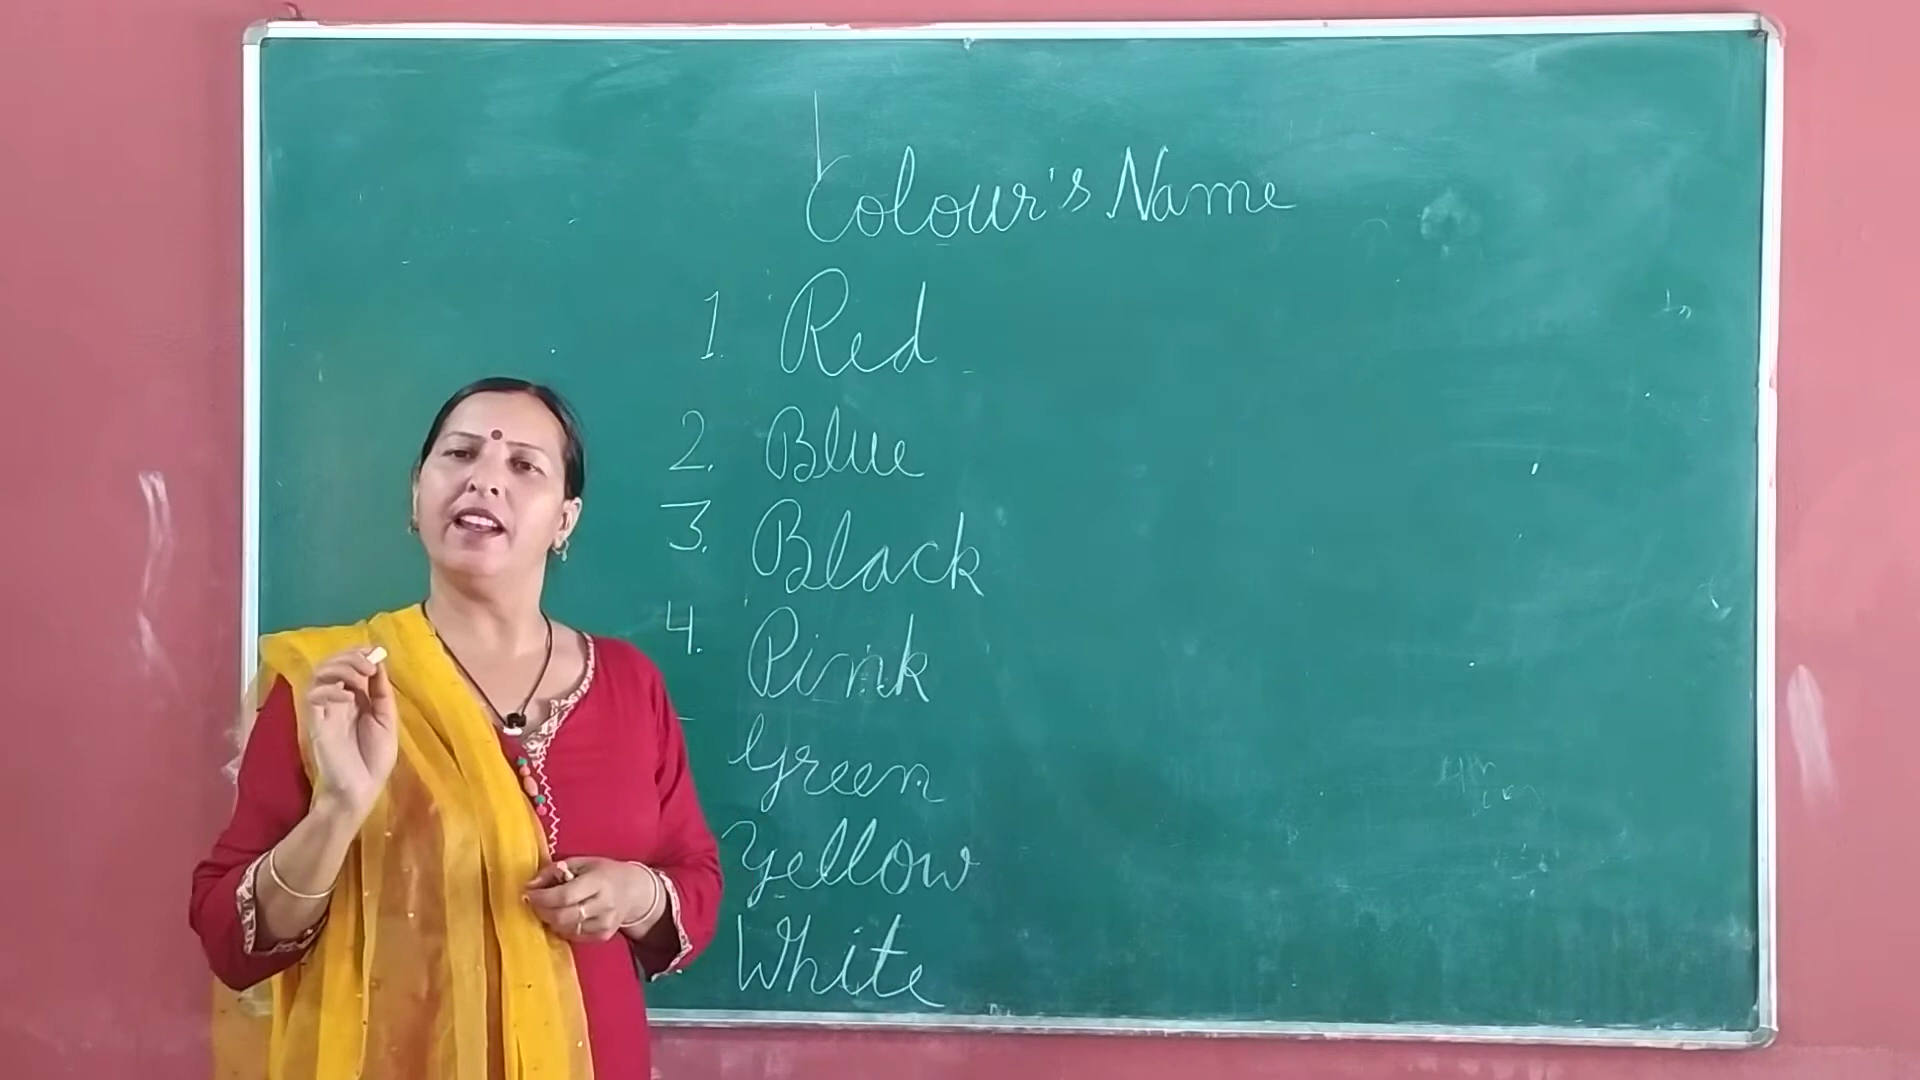 Colour's Name
1. Red
2. Blue
3. Black
4. Pink
Green
Yellow
White